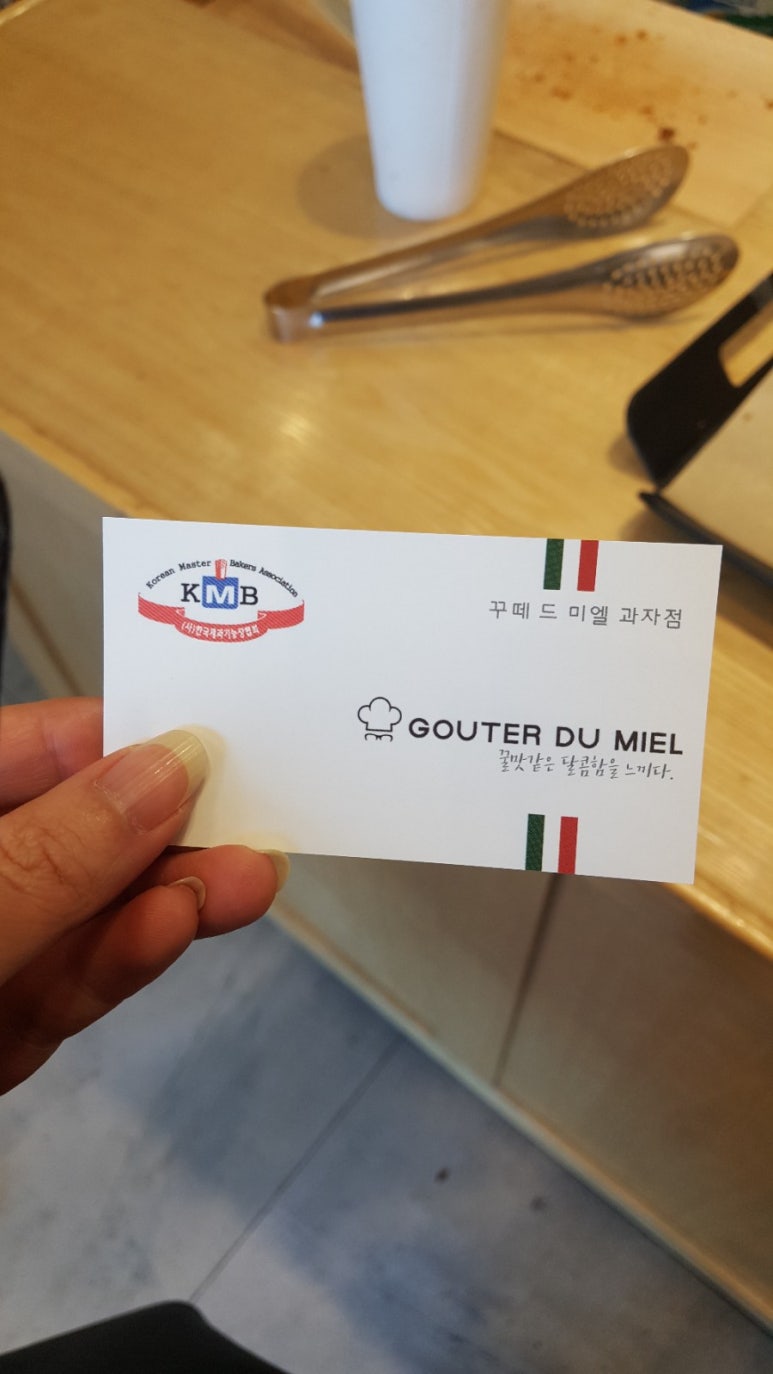 Korean Master Bakers Association
KMB
(사)한국제과기능장협회
꾸떼 드 미엘 과자점
GOUTER DU MIEL
꿀맛같은 달콤함을 느끼다.